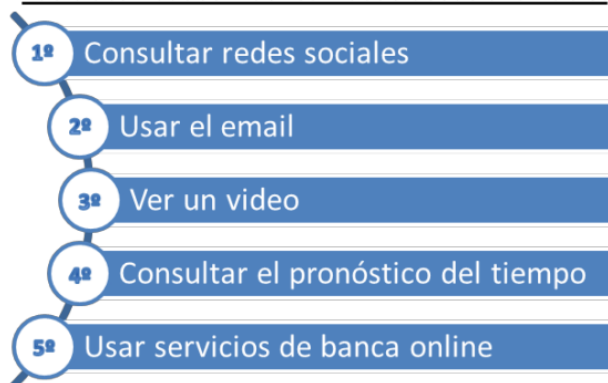 1º Consultar redes sociales
2º Usar el email
3º Ver un video
4º Consultar el pronóstico del tiempo
5º Usar servicios de banca online